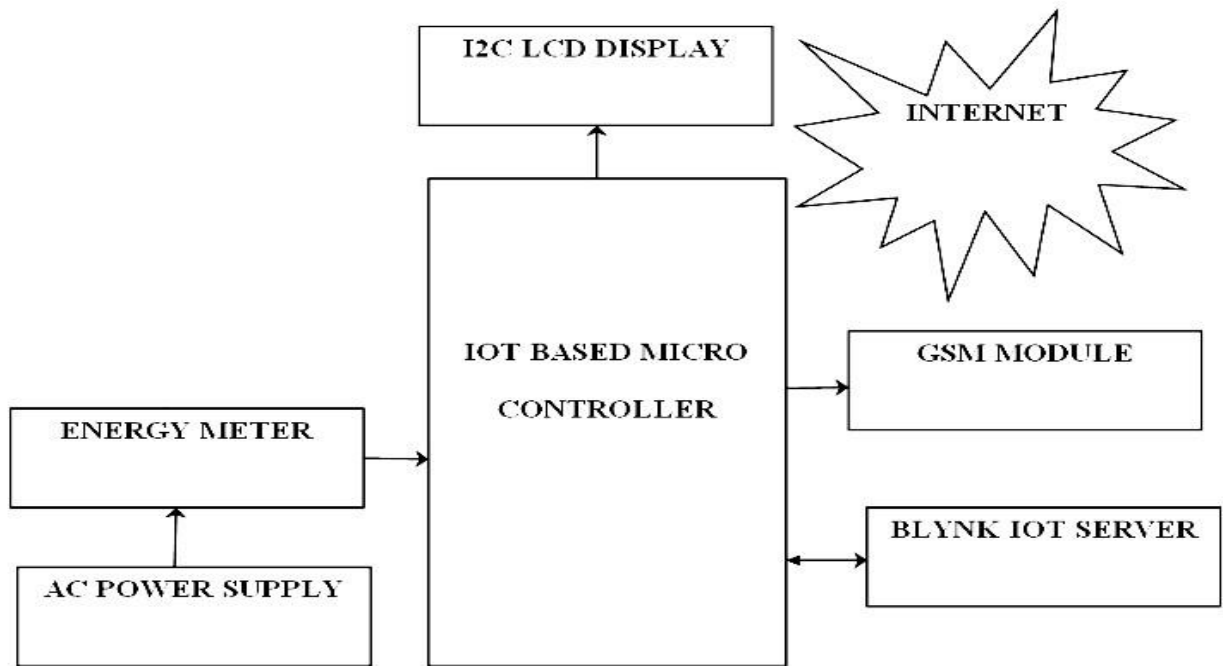 I2C LCD DISPLAY
INTERNET
IOT BASED MICRO
CONTROLLER
GSM MODULE
ENERGY METER
BLYNK IOT SERVER
AC POWER SUPPLY